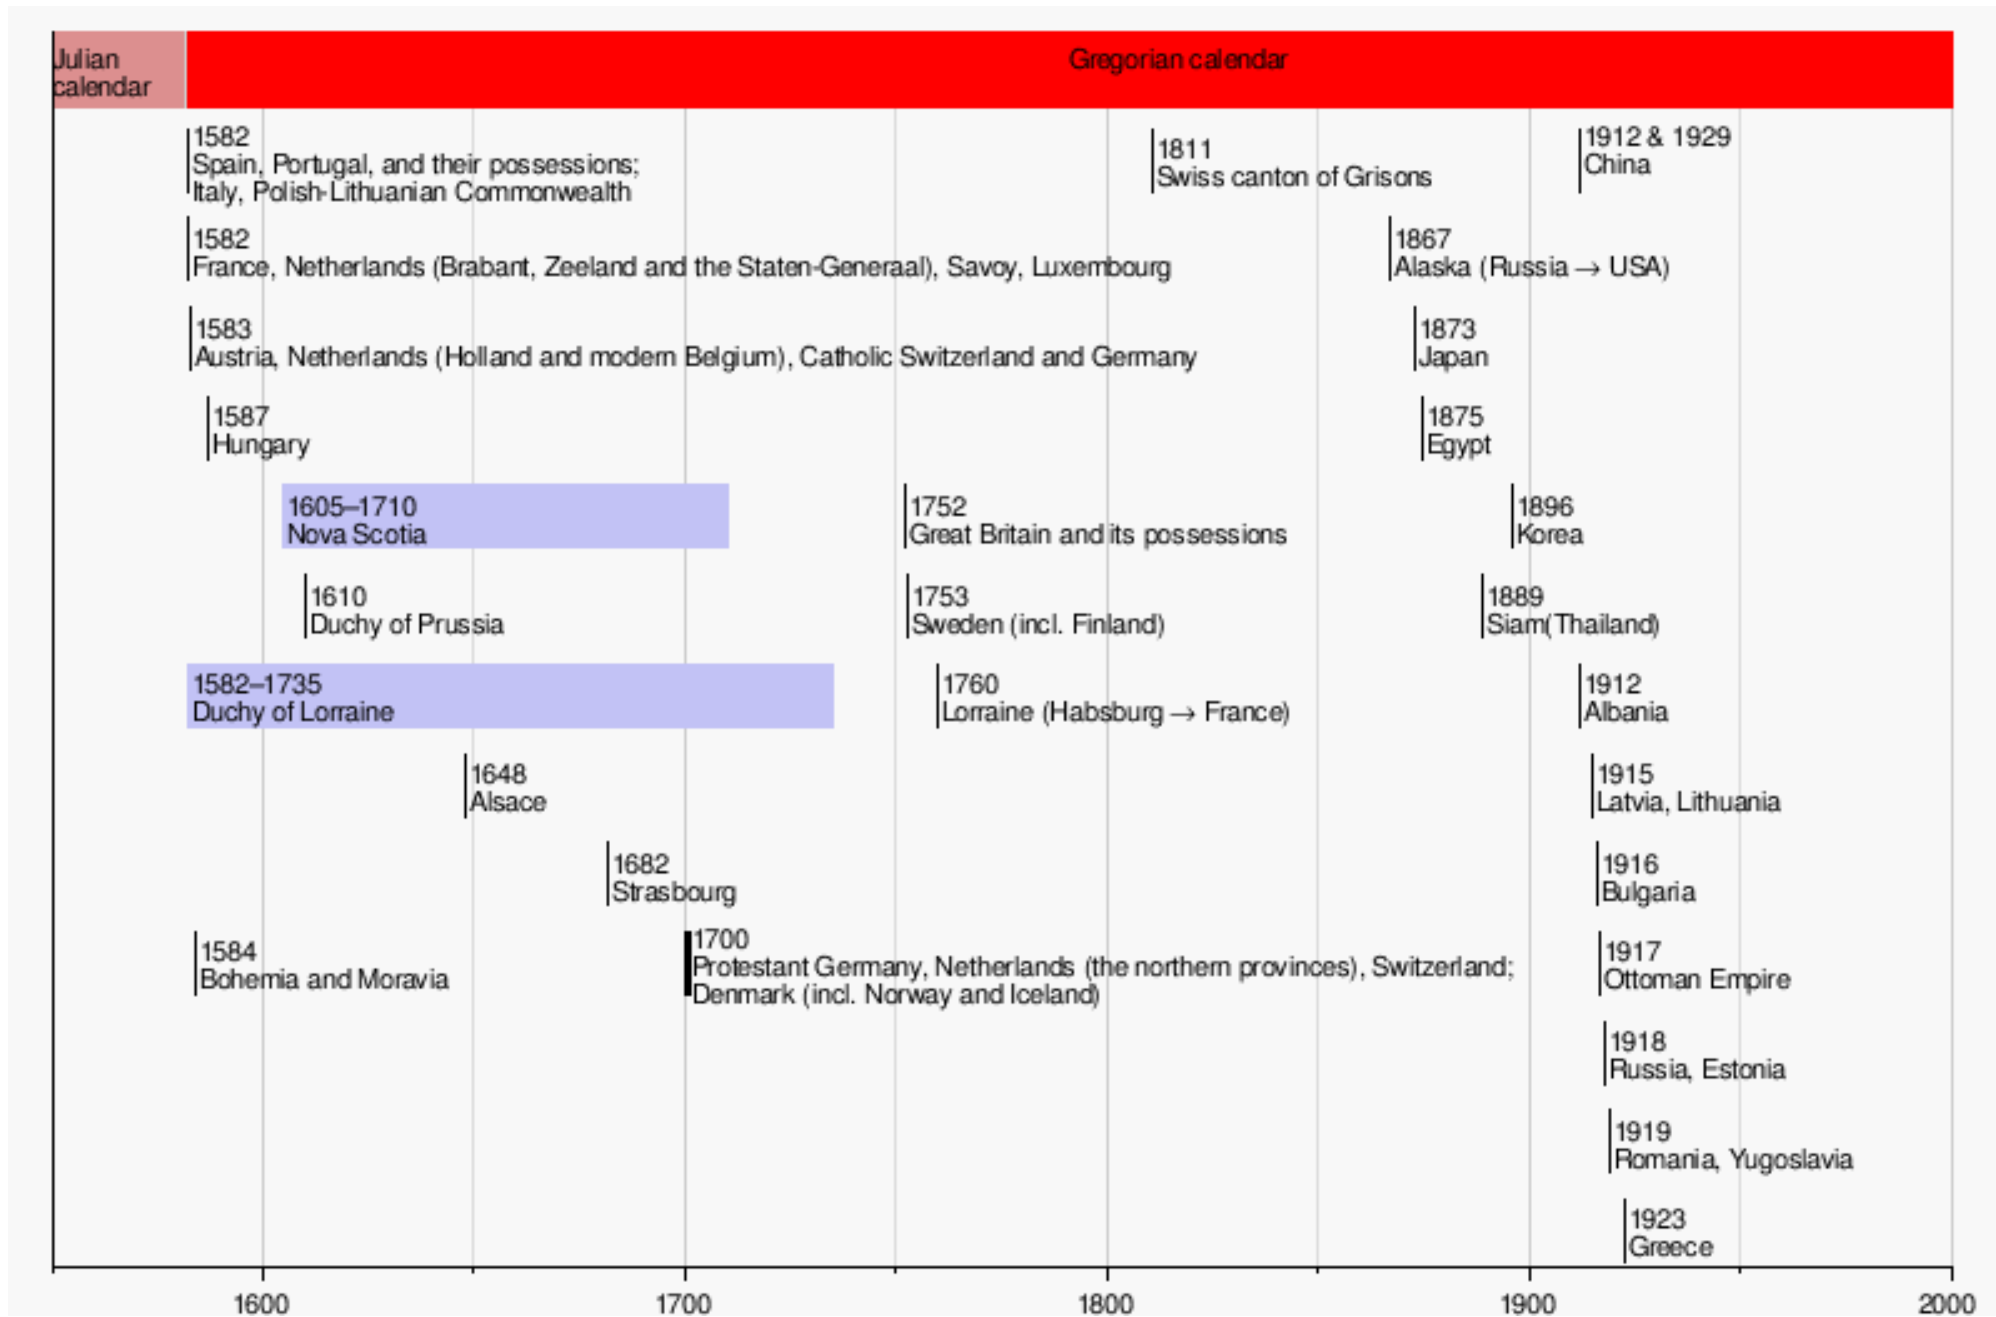 Julian
calendar
Gregorian calendar
1582
Spain, Portugal, and their possessions;
Italy, Polish-Lithuanian Commonwealth
1811
Swiss canton of Grisons
1912 & 1929
China
1582
France, Netherlands (Brabant, Zeeland and the Staten-Generaal), Savoy, Luxembourg
1867
Alaska (Russia → USA)
1583
Austria, Netherlands (Holland and modern Belgium), Catholic Switzerland and Germany
1873
Japan
1587
Hungary
1875
Egypt
1605–1710
Nova Scotia
1752
Great Britain and its possessions
1896
Korea
1610
Duchy of Prussia
1753
Sweden (incl. Finland)
1889
Siam(Thailand)
1582–1735
Duchy of Lorraine
1760
Lorraine (Habsburg → France)
1912
Albania
1648
Alsace
1915
Latvia, Lithuania
1682
Strasbourg
1916
Bulgaria
1584
Bohemia and Moravia
1700
Protestant Germany, Netherlands (the northern provinces), Switzerland;
Denmark (incl. Norway and Iceland)
1917
Ottoman Empire
1918
Russia, Estonia
1919
Romania, Yugoslavia
1923
Greece
1600
1700
1800
1900
2000